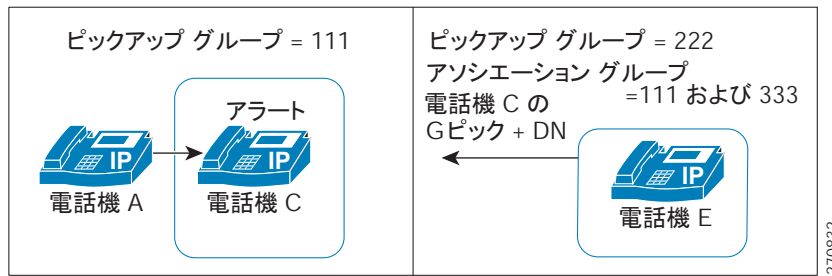 ピックアップ グループ = 111
アラート
IP
IP
電話機 A
電話機 C
ピックアップ グループ = 222
アソシエーション グループ
=111 および 333
電話機 C の
Gピック + DN
IP
電話機 E
370832